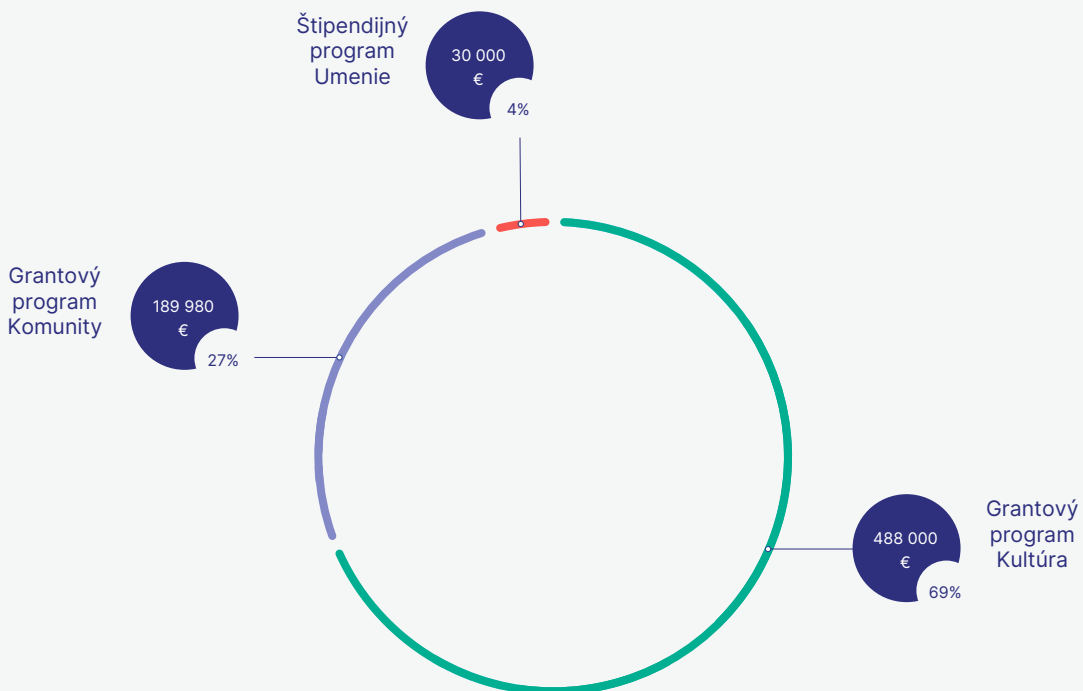 Štipendijný
program
Umenie
30 000
€
4%
Grantový
program
Komunity
189 980
€
27%
Grantový
program
Kultúra
488 000
€
69%